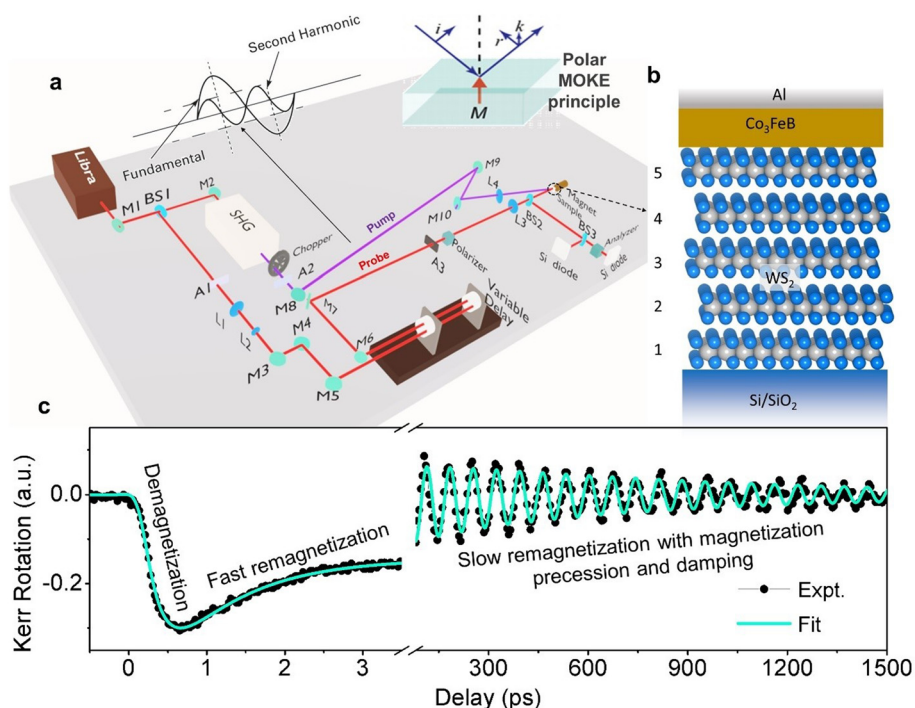 a
Second Harmonic
Fundamental
i
r
k
M
Polar
MOKE
principle
Libra
M1
BS1
M2
SHG
Chopper
A2
M8
Pump
Probe
M9
L4
M10
L3
BS2
Magnet
Sample
BS3
Analyzer
Si diode
Si diode
Polarizer
A3
A1
L1
L2
M3
M4
M5
M6
M7
Variable
Delay
b
Al
Co₃FeB
5
4
3
WS₂
2
1
Si/SiO₂
c
Kerr Rotation (a.u.)
0.0
-0.2
Demagnetization
Fast remagnetization
Slow remagnetization with magnetization
precession and damping
Expt.
Fit
0 1 2 3 300 600 900 1200 1500
Delay (ps)